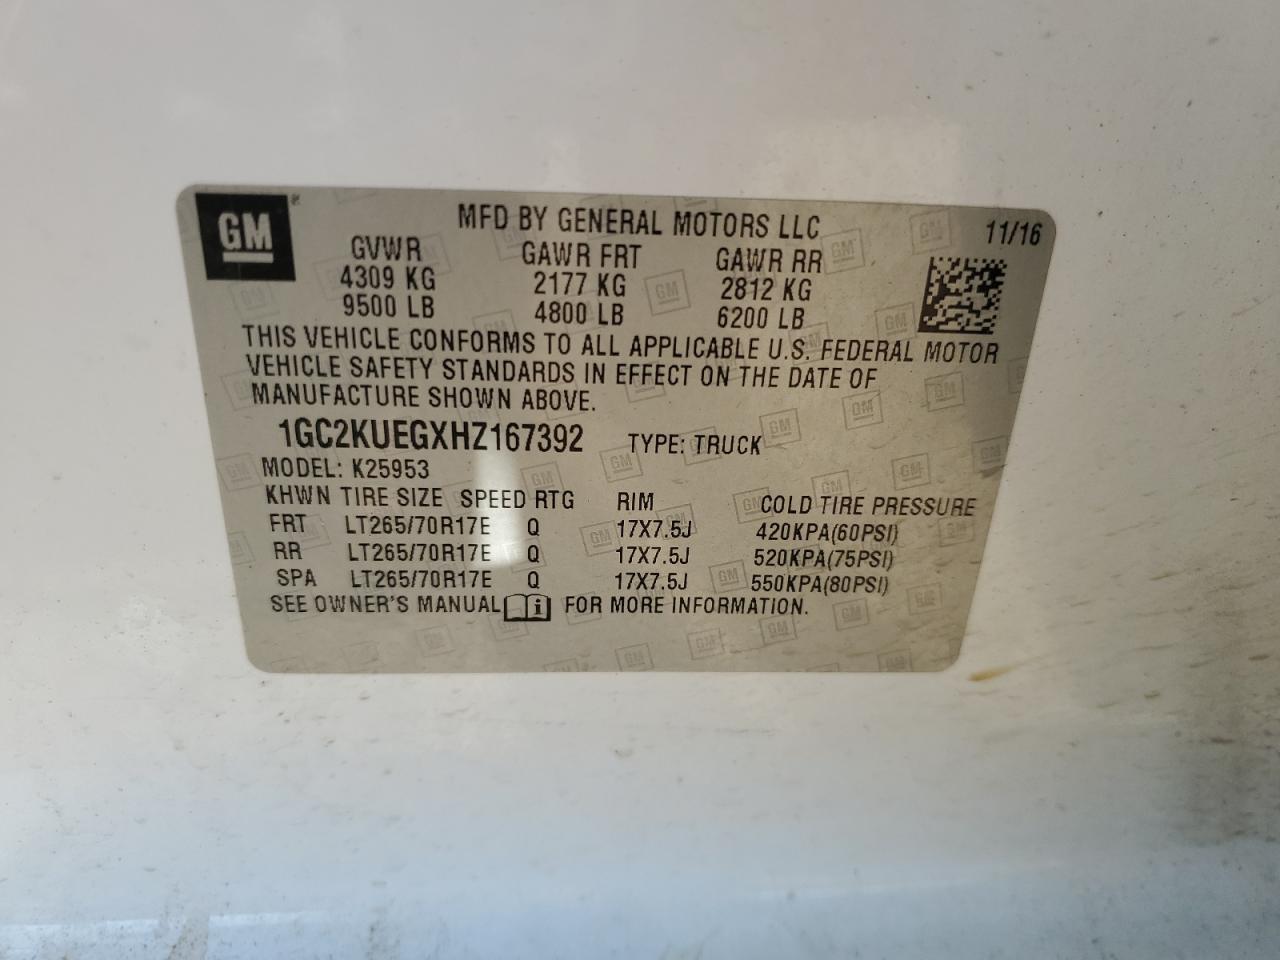 GM
MFD BY GENERAL MOTORS LLC 11/16
GVWR GAWR FRT GAWR RR
4309 KG 2177 KG 2812 KG
9500 LB 4800 LB 6200 LB
THIS VEHICLE CONFORMS TO ALL APPLICABLE U.S. FEDERAL MOTOR
VEHICLE SAFETY STANDARDS IN EFFECT ON THE DATE OF
MANUFACTURE SHOWN ABOVE.
1GC2KUEGXHZ167392 TYPE: TRUCK
MODEL: K25953
KHWN TIRE SIZE SPEED RTG RIM COLD TIRE PRESSURE
FRT LT265/70R17E Q 17X7.5J 420KPA(60PSI)
RR LT265/70R17E Q 17X7.5J 520KPA(75PSI)
SPA LT265/70R17E Q 17X7.5J 550KPA(80PSI)
SEE OWNER'S MANUAL i FOR MORE INFORMATION.